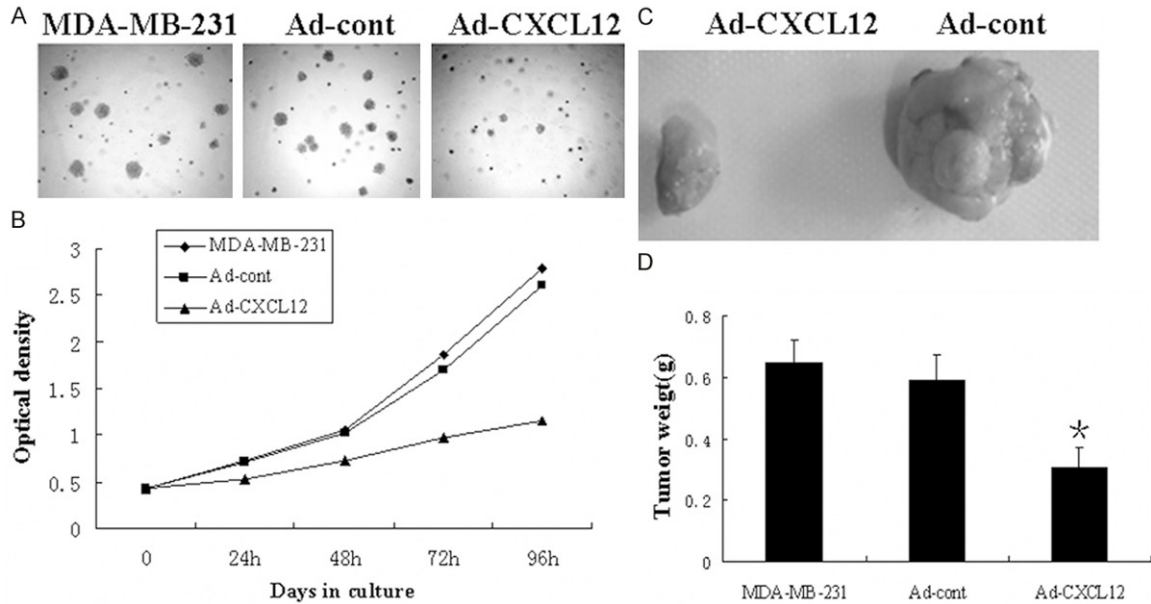 A
MDA-MB-231 Ad-cont Ad-CXCL12
B
MDA-MB-231
Ad-cont
Ad-CXCL12
3
2.5
2
1.5
1
0.5
0
Optical density
0 24h 48h 72h 96h
Days in culture
C
Ad-CXCL12 Ad-cont
D
0.8
0.6
0.4
0.2
0
Tumor weigt(g)
*
MDA-MB-231 Ad-cont Ad-CXCL12